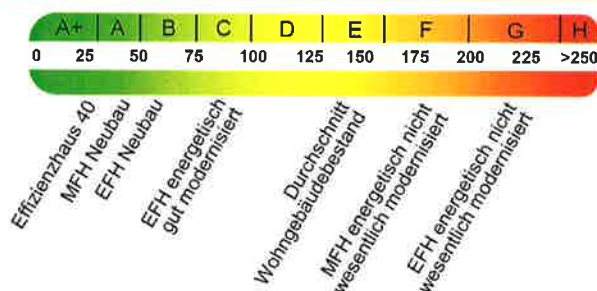 A+ A B C D E F G H
0 25 50 75 100 125 150 175 200 225 >250
Effizienzhaus 40
MFH Neubau
EFH Neubau
EFH energetisch
gut modernisiert
Durchschnitt
Wohngebäudebestand
MFH energetisch nicht
wesentlich modernisiert
EFH energetisch nicht
wesentlich modernisiert